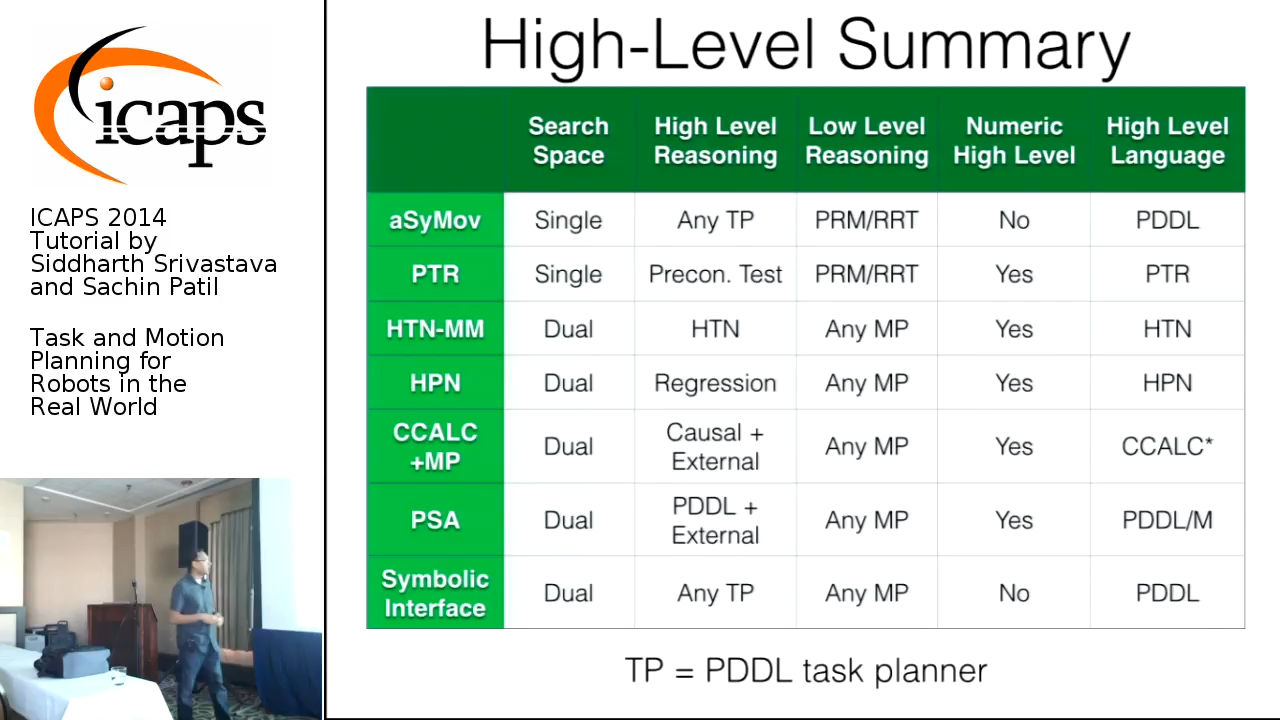 icaps
ICAPS 2014
Tutorial by
Siddharth Srivastava
and Sachin Patil
Task and Motion
Planning for
Robots in the
Real World
High-Level Summary
Search Space High Level Reasoning Low Level Reasoning Numeric High Level High Level Language
aSyMov Single Any TP PRM/RRT No PDDL
PTR Single Precon. Test PRM/RRT Yes PTR
HTN-MM Dual HTN Any MP Yes HTN
HPN Dual Regression Any MP Yes HPN
CCALC +MP Dual Causal + External Any MP Yes CCALC*
PSA Dual PDDL + External Any MP Yes PDDL/M
Symbolic Interface Dual Any TP Any MP No PDDL
TP = PDDL task planner